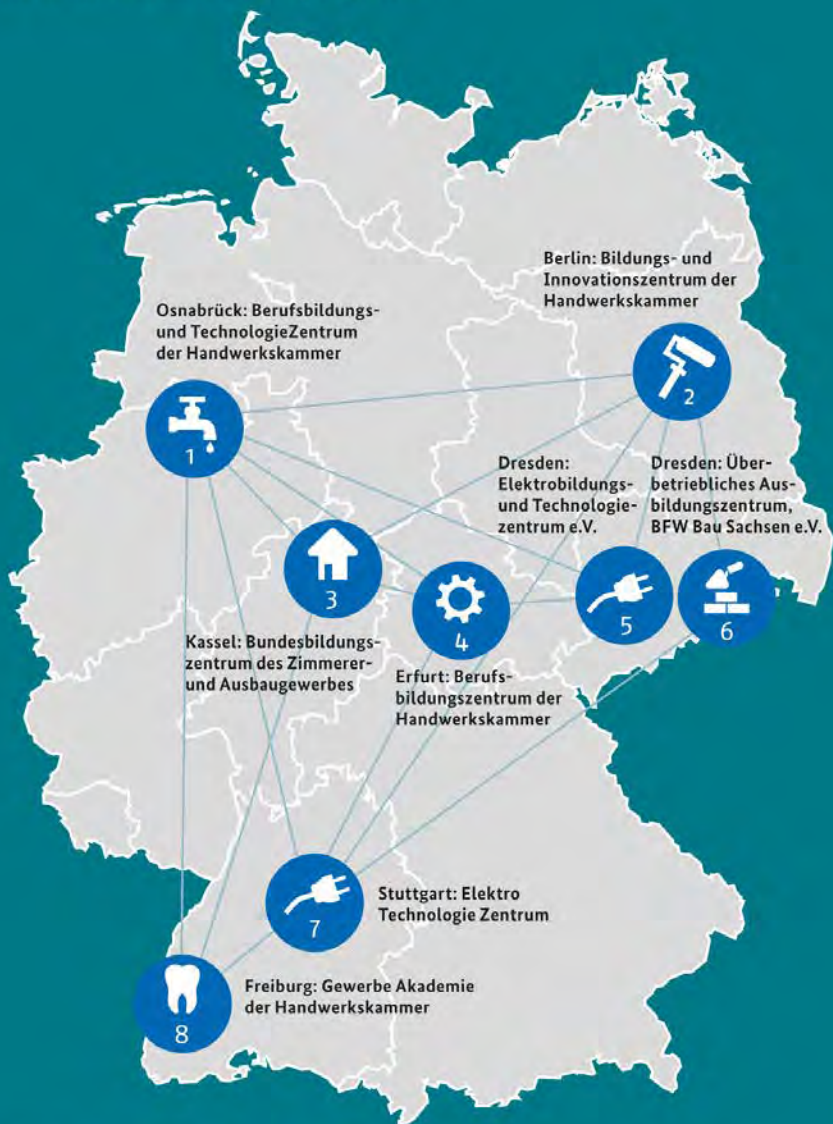 Berlin: Bildungs- und
Innovationszentrum der
Handwerkskammer
2
Osnabrück: Berufsbildungs-
und TechnologieZentrum
der Handwerkskammer
1
Dresden:
Elektrobildungs-
und Technologie-
zentrum e.V.
5
Dresden: Über-
betriebliches Aus-
bildungszentrum,
BFW Bau Sachsen e.V.
6
3
Kassel: Bundesbildungs-
zentrum des Zimmerer-
und Ausbaugewerbes
4
Erfurt: Berufs-
bildungszentrum der
Handwerkskammer
7
Stuttgart: Elektro
Technologie Zentrum
8
Freiburg: Gewerbe Akademie
der Handwerkskammer